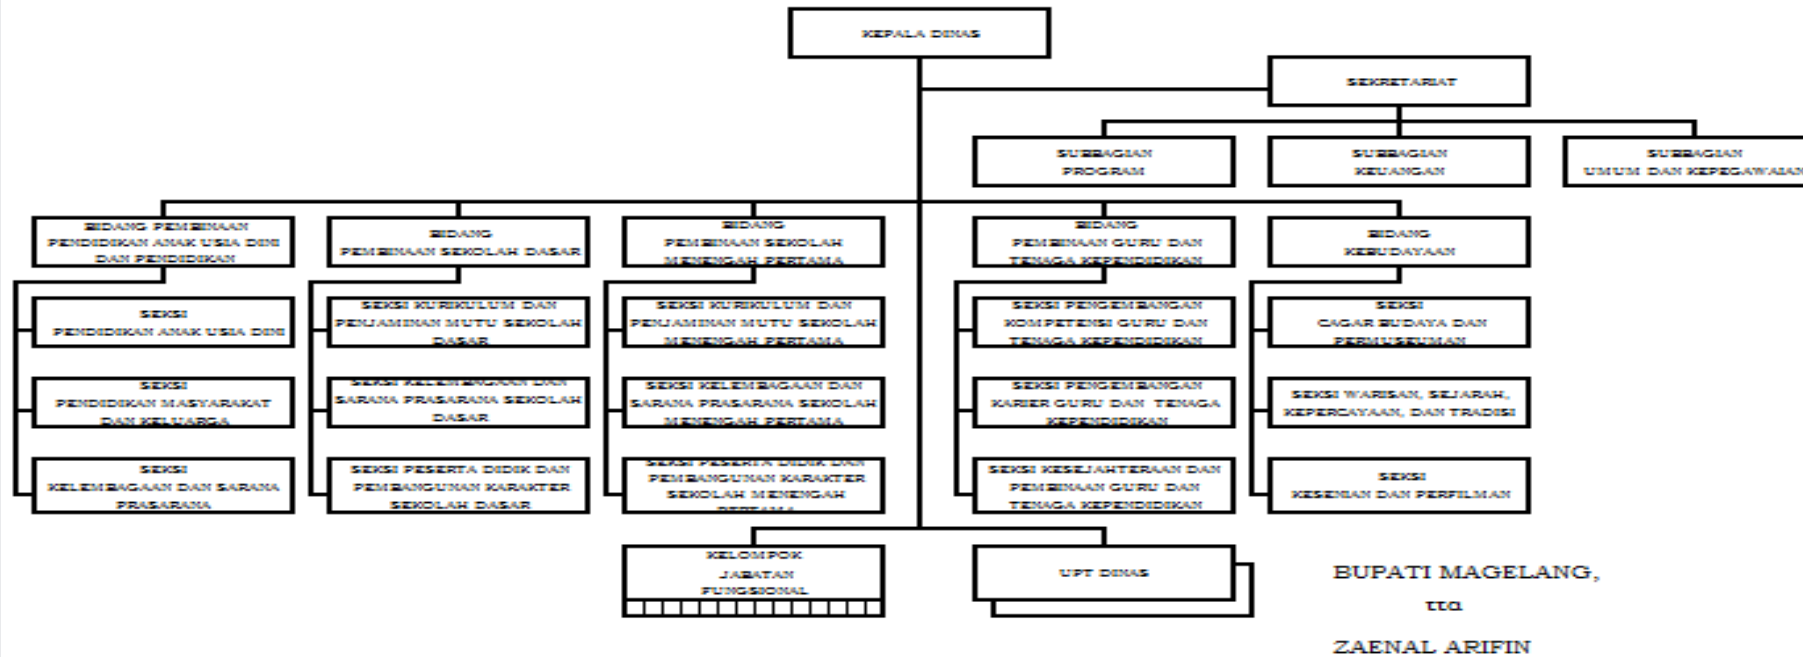 KEPALA DINAS
SEKRETARIAT
SUBBAGIAN
PROGRAM
SUBBAGIAN
KEUANGAN
SUBBAGIAN
UMUM DAN KEPEGAWAIAN
BIDANG PEMBINAAN
PENDIDIKAN ANAK USIA DINI
DAN PENDIDIKAN
BIDANG
PEMBINAAN SEKOLAH DASAR
BIDANG
PEMBINAAN SEKOLAH
MENENGAH PERTAMA
BIDANG
PEMBINAAN GURU DAN
TENAGA KEPENDIDIKAN
BIDANG
KEBUDAYAAN
SEKSI
PENDIDIKAN ANAK USIA DINI
SEKSI KURIKULUM DAN
PENJAMINAN MUTU SEKOLAH
DASAR
SEKSI KURIKULUM DAN
PENJAMINAN MUTU SEKOLAH
MENENGAH PERTAMA
SEKSI PENGEMBANGAN
KOMPETENSI GURU DAN
TENAGA KEPENDIDIKAN
SEKSI
CAGAR BUDAYA DAN
PERMUSEUMAN
SEKSI
PENDIDIKAN MASYARAKAT
DAN KELUARGA
SEKSI KELEMBAGAAN DAN
SARANA PRASARANA SEKOLAH
DASAR
SEKSI KELEMBAGAAN DAN
SARANA PRASARANA SEKOLAH
MENENGAH PERTAMA
SEKSI PENGEMBANGAN
KARIER GURU DAN TENAGA
KEPENDIDIKAN
SEKSI WARISAN, SEJARAH,
KEPERCAYAAN, DAN TRADISI
SEKSI
KELEMBAGAAN DAN SARANA
PRASARANA
SEKSI PESERTA DIDIK DAN
PEMBANGUNAN KARAKTER
SEKOLAH DASAR
SEKSI PESERTA DIDIK DAN
PEMBANGUNAN KARAKTER
SEKOLAH MENENGAH
PERTAMA
SEKSI KESEJAHTERAAN DAN
PEMBINAAN GURU DAN
TENAGA KEPENDIDIKAN
SEKSI
KESENIAN DAN PERFILMAN
KELOMPOK
JABATAN
FUNGSIONAL
UPT DINAS
BUPATI MAGELANG,
ttd
ZAENAL ARIFIN